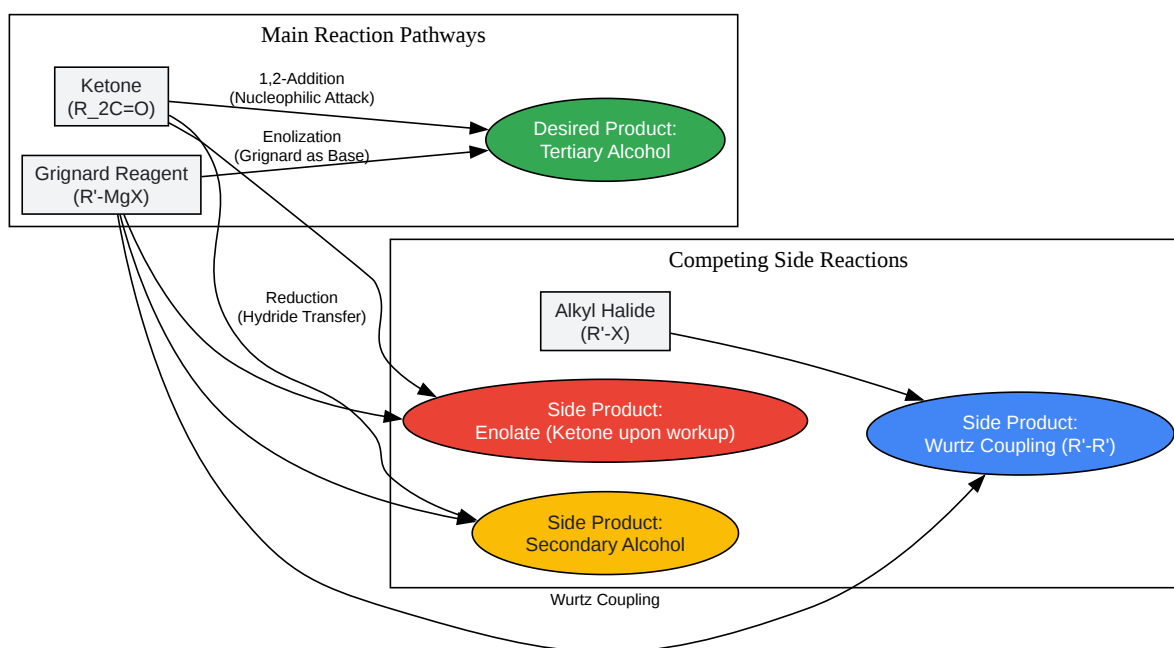 Main Reaction Pathways
Ketone
(R_2C=O)
1,2-Addition
(Nucleophilic Attack)
Desired Product:
Tertiary Alcohol
Enolization
(Grignard as Base)
Grignard Reagent
(R'-MgX)
Competing Side Reactions
Reduction
(Hydride Transfer)
Alkyl Halide
(R'-X)
Side Product:
Enolate (Ketone upon workup)
Side Product:
Wurtz Coupling (R'-R')
Side Product:
Secondary Alcohol
Wurtz Coupling